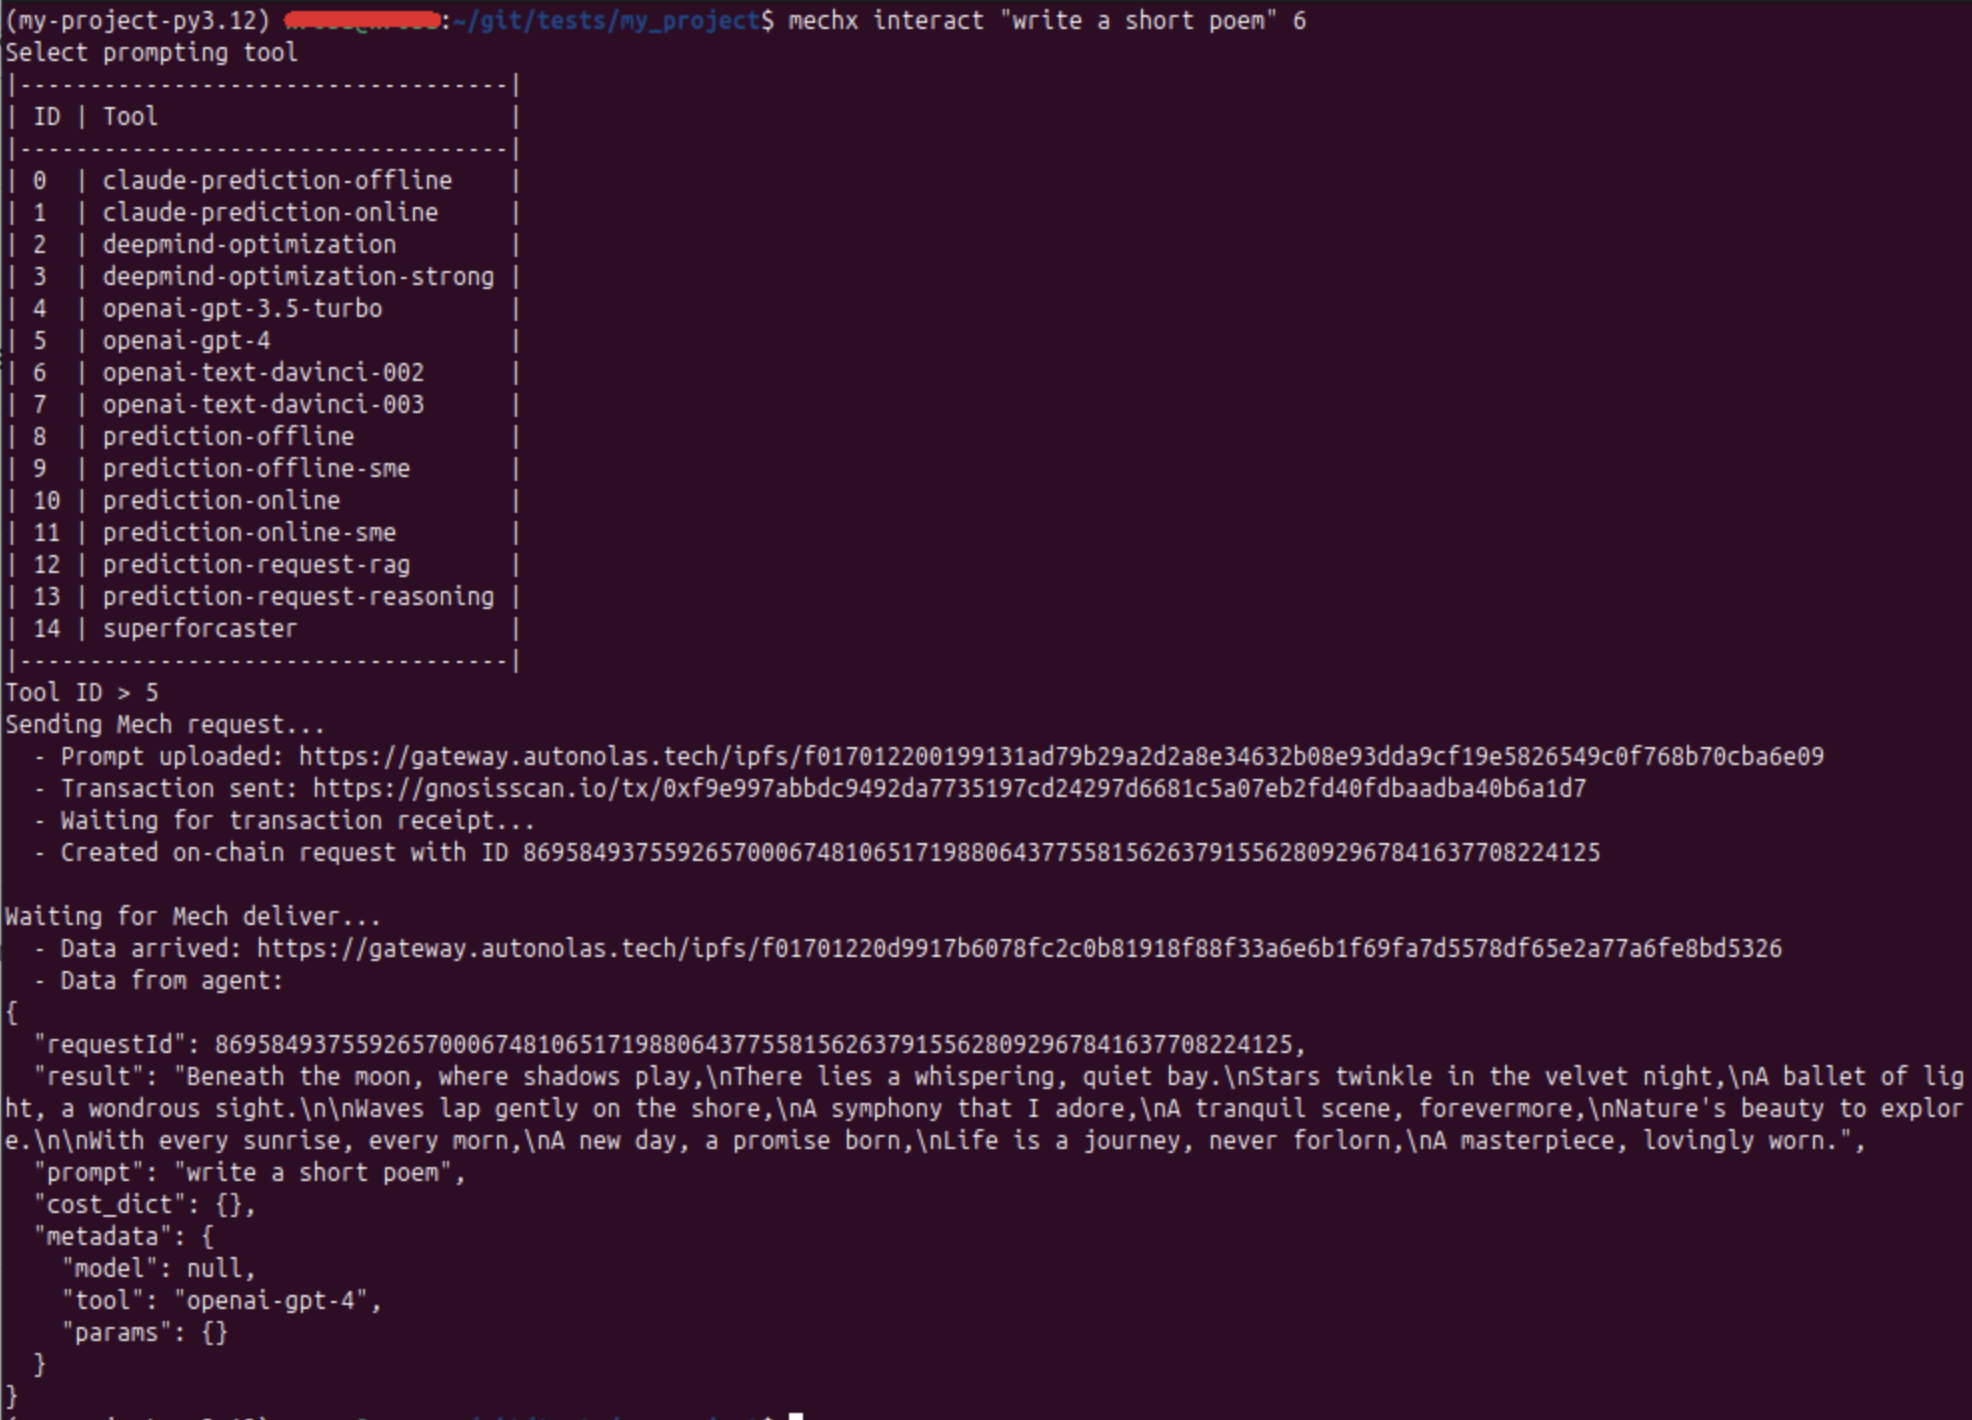 (my-project-py3.12) :~/git/tests/my_project$ mechx interact "write a short poem" 6
Select prompting tool
|-----------------------------------|
| ID | Tool                         |
|-----------------------------------|
| 0  | claude-prediction-offline    |
| 1  | claude-prediction-online     |
| 2  | deepmind-optimization        |
| 3  | deepmind-optimization-strong |
| 4  | openai-gpt-3.5-turbo         |
| 5  | openai-gpt-4                 |
| 6  | openai-text-davinci-002      |
| 7  | openai-text-davinci-003      |
| 8  | prediction-offline           |
| 9  | prediction-offline-sme       |
| 10 | prediction-online            |
| 11 | prediction-online-sme        |
| 12 | prediction-request-rag       |
| 13 | prediction-request-reasoning |
| 14 | superforcaster               |
|-----------------------------------|
Tool ID > 5
Sending Mech request...
  - Prompt uploaded: https://gateway.autonolas.tech/ipfs/f017012200199131ad79b29a2d2a8e34632b08e93dda9cf19e5826549c0f768b70cba6e09
  - Transaction sent: https://gnosisscan.io/tx/0xf9e997abbdc9492da7735197cd24297d6681c5a07eb2fd40fdbaadba40b6a1d7
  - Waiting for transaction receipt...
  - Created on-chain request with ID 86958493755926570006748106517198806437755815626379155628092967841637708224125

Waiting for Mech deliver...
  - Data arrived: https://gateway.autonolas.tech/ipfs/f01701220d9917b6078fc2c0b81918f88f33a6e6b1f69fa7d5578df65e2a77a6fe8bd5326
  - Data from agent:
{
  "requestId": 86958493755926570006748106517198806437755815626379155628092967841637708224125,
  "result": "Beneath the moon, where shadows play,\nThere lies a whispering, quiet bay.\nStars twinkle in the velvet night,\nA ballet of lig
ht, a wondrous sight.\n\nWaves lap gently on the shore,\nA symphony that I adore,\nA tranquil scene, forevermore,\nNature's beauty to explor
e.\n\nWith every sunrise, every morn,\nA new day, a promise born,\nLife is a journey, never forlorn,\nA masterpiece, lovingly worn.",
  "prompt": "write a short poem",
  "cost_dict": {},
  "metadata": {
    "model": null,
    "tool": "openai-gpt-4",
    "params": {}
  }
}